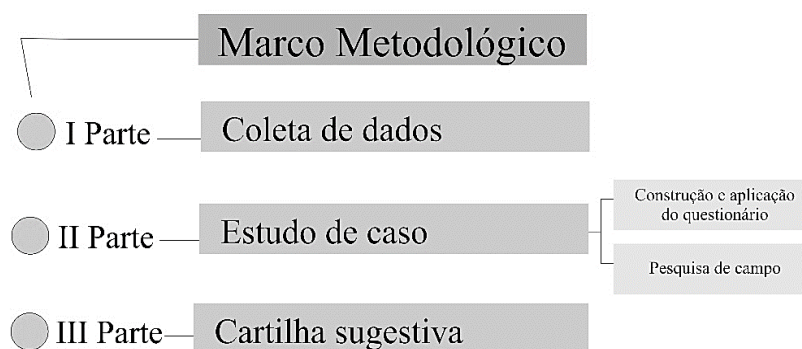 Marco Metodológico
I Parte
Coleta de dados
II Parte
Estudo de caso
Construção e aplicação
do questionário
Pesquisa de campo
III Parte
Cartilha sugestiva